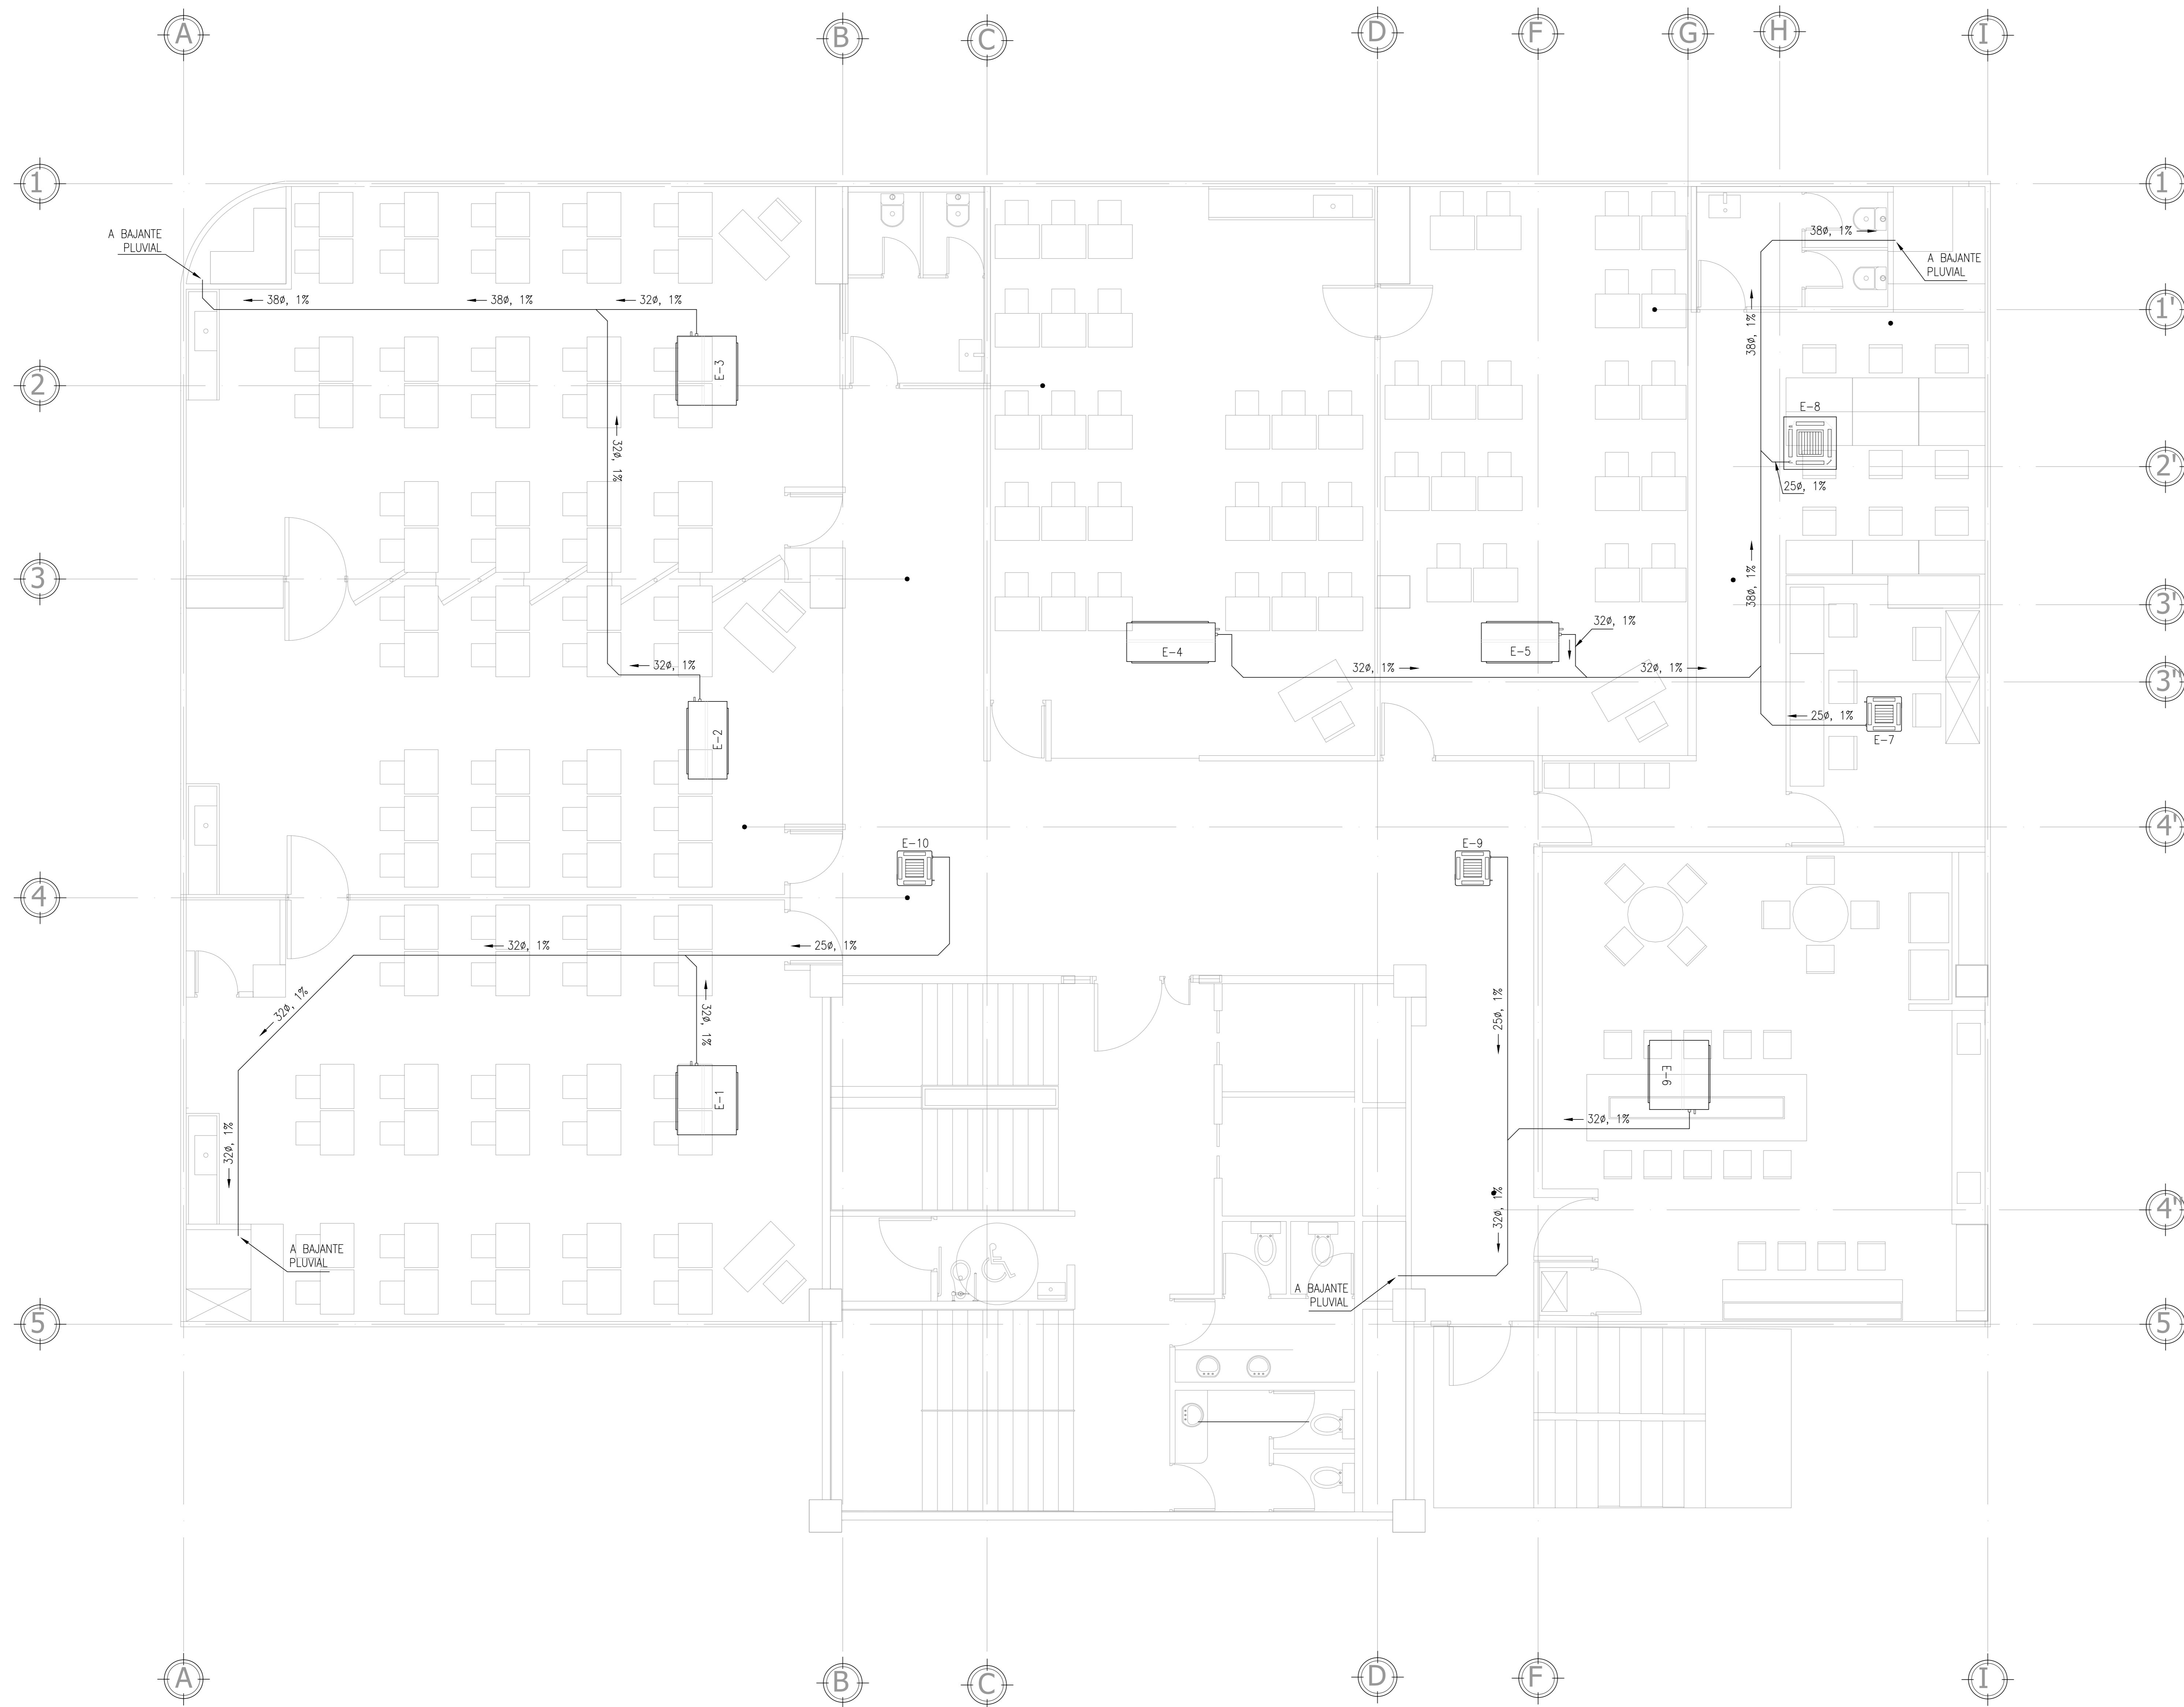 A B C D F G H I
1 1
A BAJANTE
PLUVIAL
38ø, 1%
A BAJANTE
PLUVIAL
38ø, 1% 38ø, 1% 32ø, 1%
1'
38ø, 1%
E-3
2
E-8
32ø, 1%
2'
25ø, 1%
3
38ø, 1%
3'
32ø, 1%
E-4
E-5
32ø, 1%
32ø, 1%
32ø, 1%
3"
25ø, 1%
E-7
E-2
4'
E-10
E-9
4
32ø, 1%
25ø, 1%
32ø, 1%
32ø, 1%
25ø, 1%
E-6
E-1
32ø, 1%
32ø, 1%
32ø, 1%
4"
A BAJANTE
PLUVIAL
A BAJANTE
PLUVIAL
5 5
A B C D F I